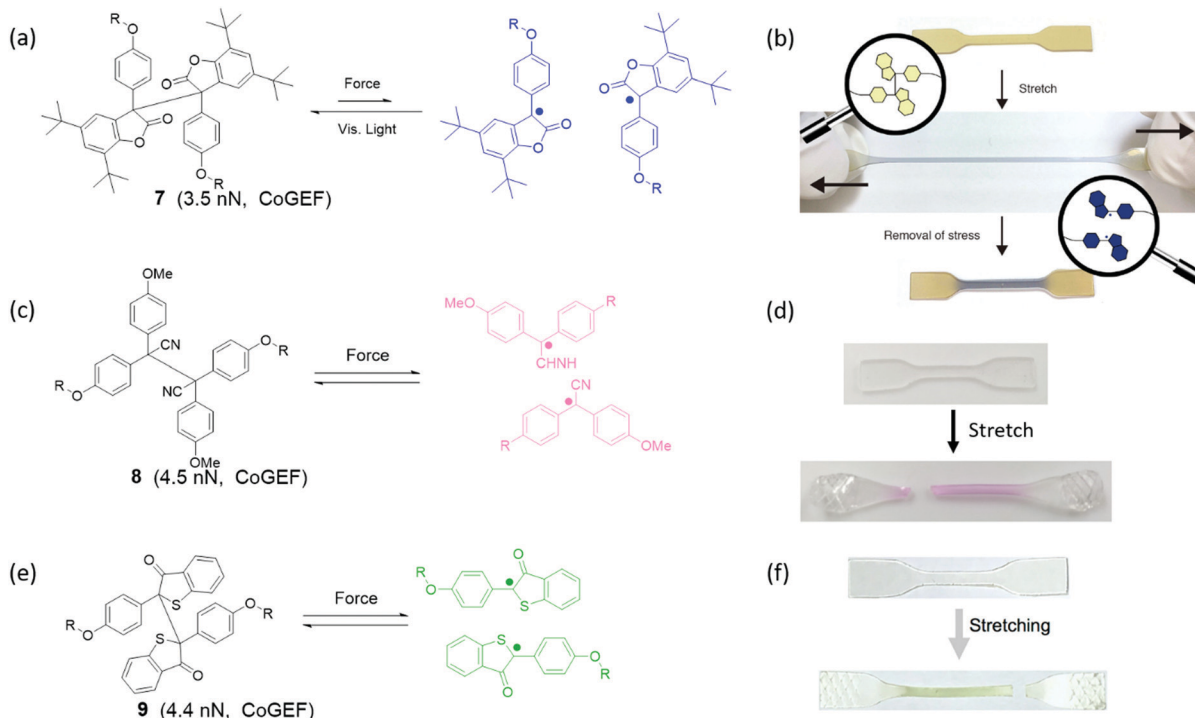 (a)
R
O
O
O
O
O
O
R
7 (3.5 nN, CoGEF)
Force
Vis. Light
R
O
O
O
O
O
O
R
(b)
Stretch
Removal of stress
(c)
OMe
CN
O
R
R
O
NC
OMe
8 (4.5 nN, CoGEF)
Force
MeO
R
CHNH
CN
R
OMe
(d)
Stretch
(e)
O
S
O
R
R
O
S
O
9 (4.4 nN, CoGEF)
Force
O
R
O
S
S
O
O
R
(f)
Stretching